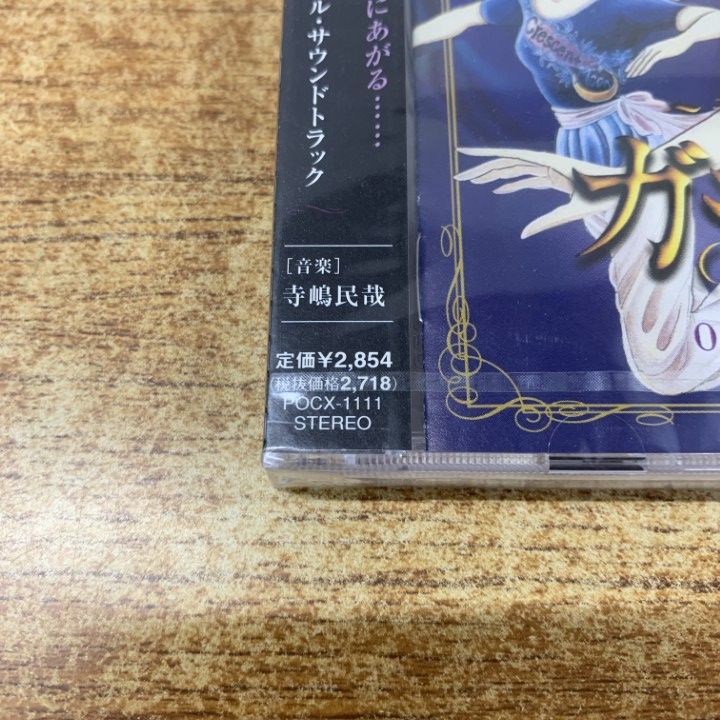 にあがる……
ル・サウンドトラック
[音楽]
寺嶋民哉
定価¥2,854
(税抜価格2,718)
POCX-1111
STEREO
Crescent
ガ
O